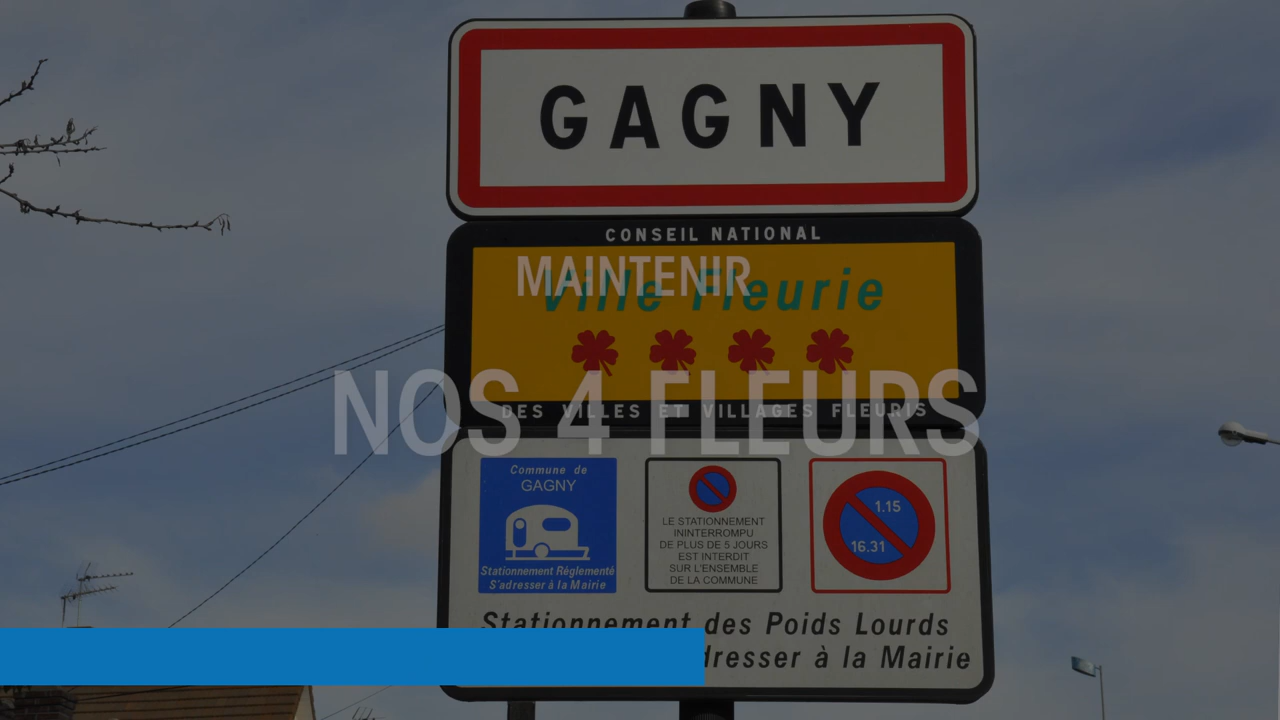 GAGNY
CONSEIL NATIONAL
Ville Fleurie
MAiNTENiR
NOS 4 FLEURS
DES VILLES ET VILLAGES FLEURIS
Commune de
GAGNY
Stationnement Réglementé
S'adresser à la Mairie
LE STATIONNEMENT
ININTERROMPU
DE PLUS DE 5 JOURS
EST INTERDIT
SUR L'ENSEMBLE
DE LA COMMUNE
1.15
16.31
Stationnement des Poids Lourds
dresser à la Mairie